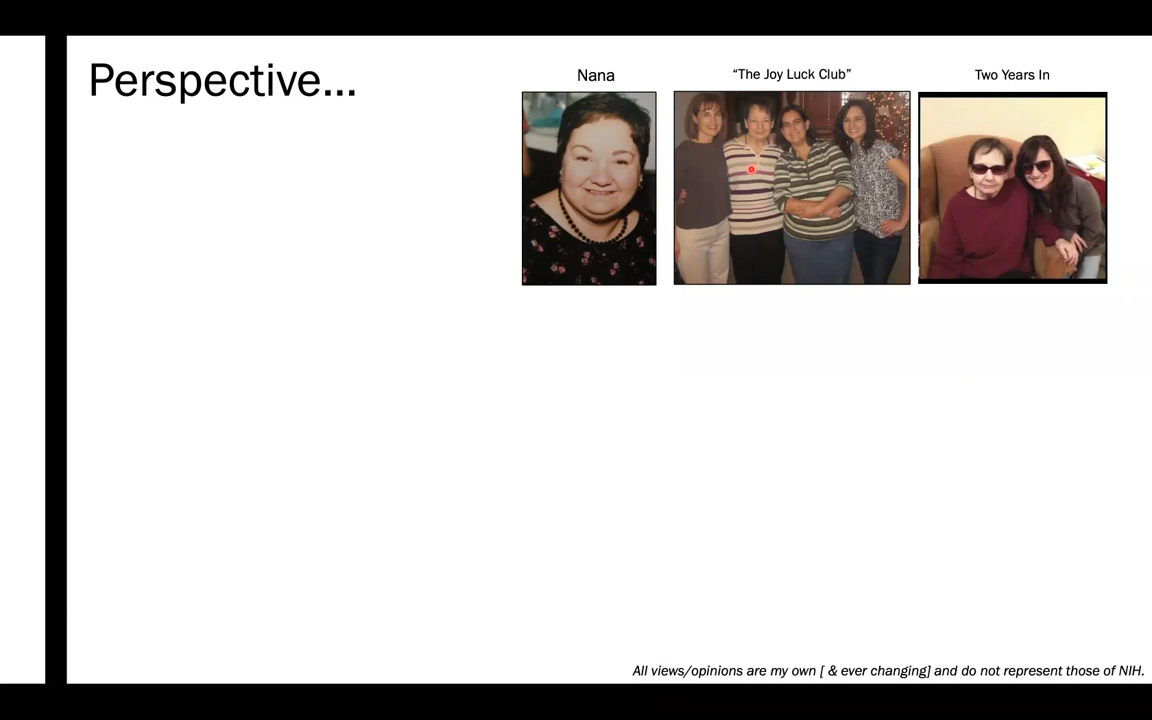 Perspective...
Nana
“The Joy Luck Club”
Two Years In
All views/opinions are my own [ & ever changing] and do not represent those of NIH.